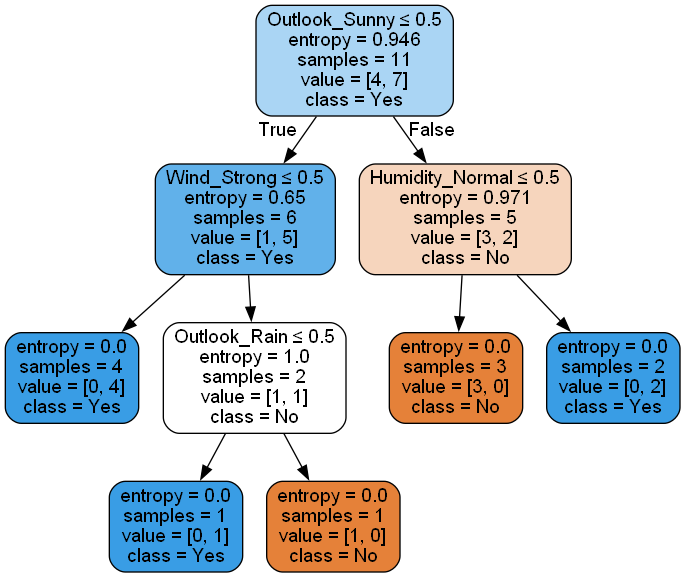 Outlook_Sunny ≤ 0.5
entropy = 0.946
samples = 11
value = [4, 7]
class = Yes
True
False
Wind_Strong ≤ 0.5
entropy = 0.65
samples = 6
value = [1, 5]
class = Yes
Humidity_Normal ≤ 0.5
entropy = 0.971
samples = 5
value = [3, 2]
class = No
entropy = 0.0
samples = 4
value = [0, 4]
class = Yes
Outlook_Rain ≤ 0.5
entropy = 1.0
samples = 2
value = [1, 1]
class = No
entropy = 0.0
samples = 3
value = [3, 0]
class = No
entropy = 0.0
samples = 2
value = [0, 2]
class = Yes
entropy = 0.0
samples = 1
value = [0, 1]
class = Yes
entropy = 0.0
samples = 1
value = [1, 0]
class = No